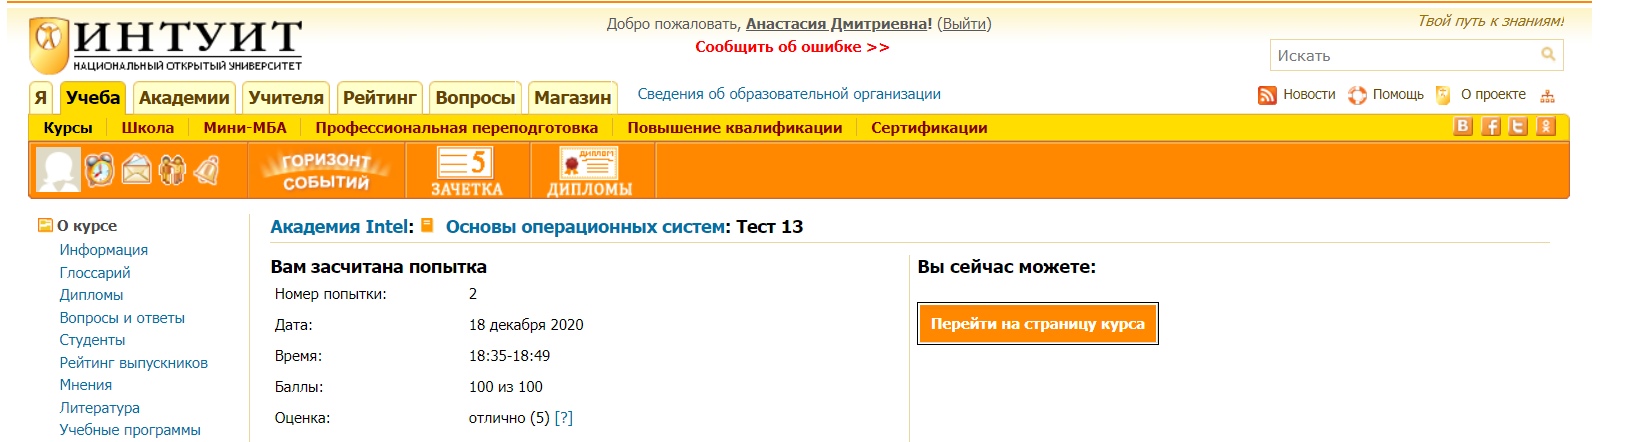 ИНТУИТ
НАЦИОНАЛЬНЫЙ ОТКРЫТЫЙ УНИВЕРСИТЕТ
Добро пожаловать, Анастасия Дмитриевна! (Выйти)
Сообщить об ошибке >>
Твой путь к знаниям!
Искать
Я Учеба Академии Учителя Рейтинг Вопросы Магазин Сведения об образовательной организации Новости Помощь О проекте
Курсы Школа Мини-МБА Профессиональная переподготовка Повышение квалификации Сертификации
ГОРИЗОНТ СОБЫТИЙ
5 ЗАЧЕТКА
ДИПЛОМ ДИПЛОМЫ
О курсе
Информация
Глоссарий
Дипломы
Вопросы и ответы
Студенты
Рейтинг выпускников
Мнения
Литература
Учебные программы
Академия Intel: Основы операционных систем: Тест 13
Вам засчитана попытка
Номер попытки: 2
Дата: 18 декабря 2020
Время: 18:35-18:49
Баллы: 100 из 100
Оценка: отлично (5) [?]
Вы сейчас можете:
Перейти на страницу курса